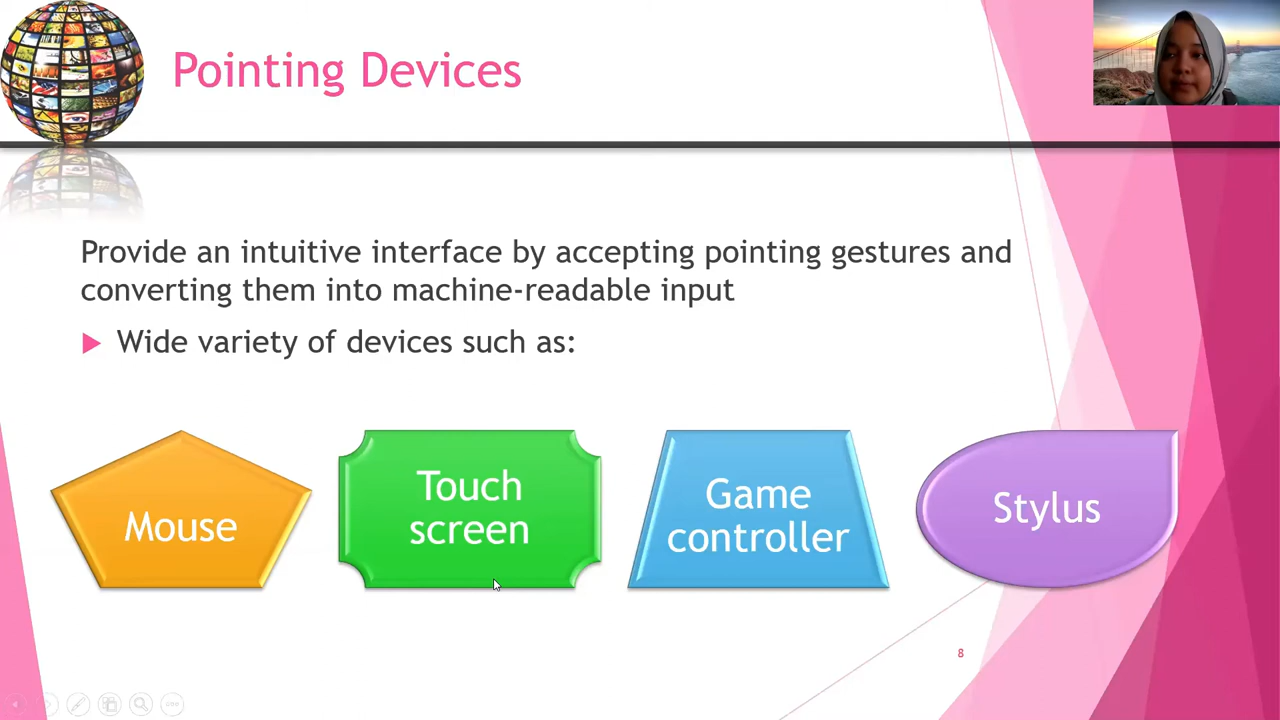 Pointing Devices
Provide an intuitive interface by accepting pointing gestures and
converting them into machine-readable input
Wide variety of devices such as:
Mouse
Touch
screen
Game
controller
Stylus
8